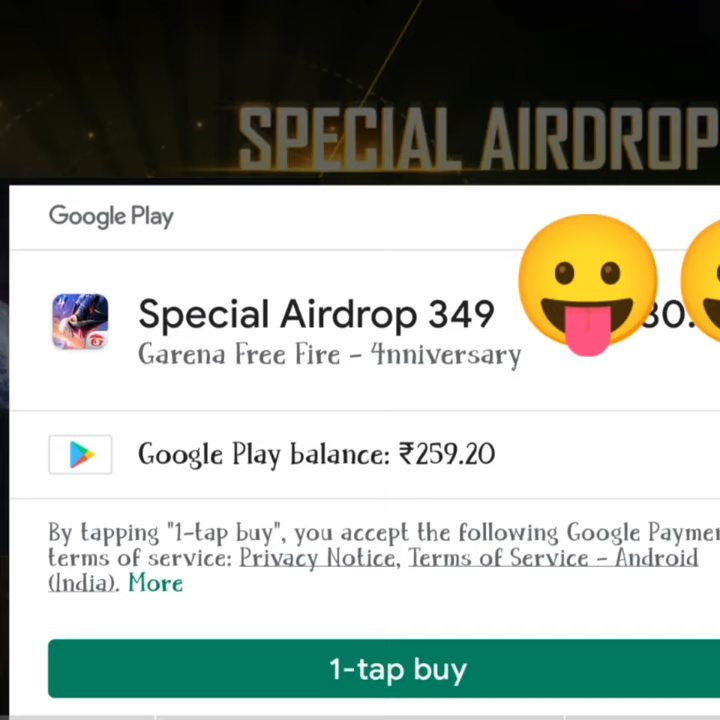 SPECIAL AIRDROP
Google Play
Special Airdrop 349
Garena Free Fire – 4nniversary
Google Play balance: ₹259.20
By tapping "1-tap buy", you accept the following Google
terms of service: Privacy Notice, Terms of Service – Android
(India). More
1-tap buy